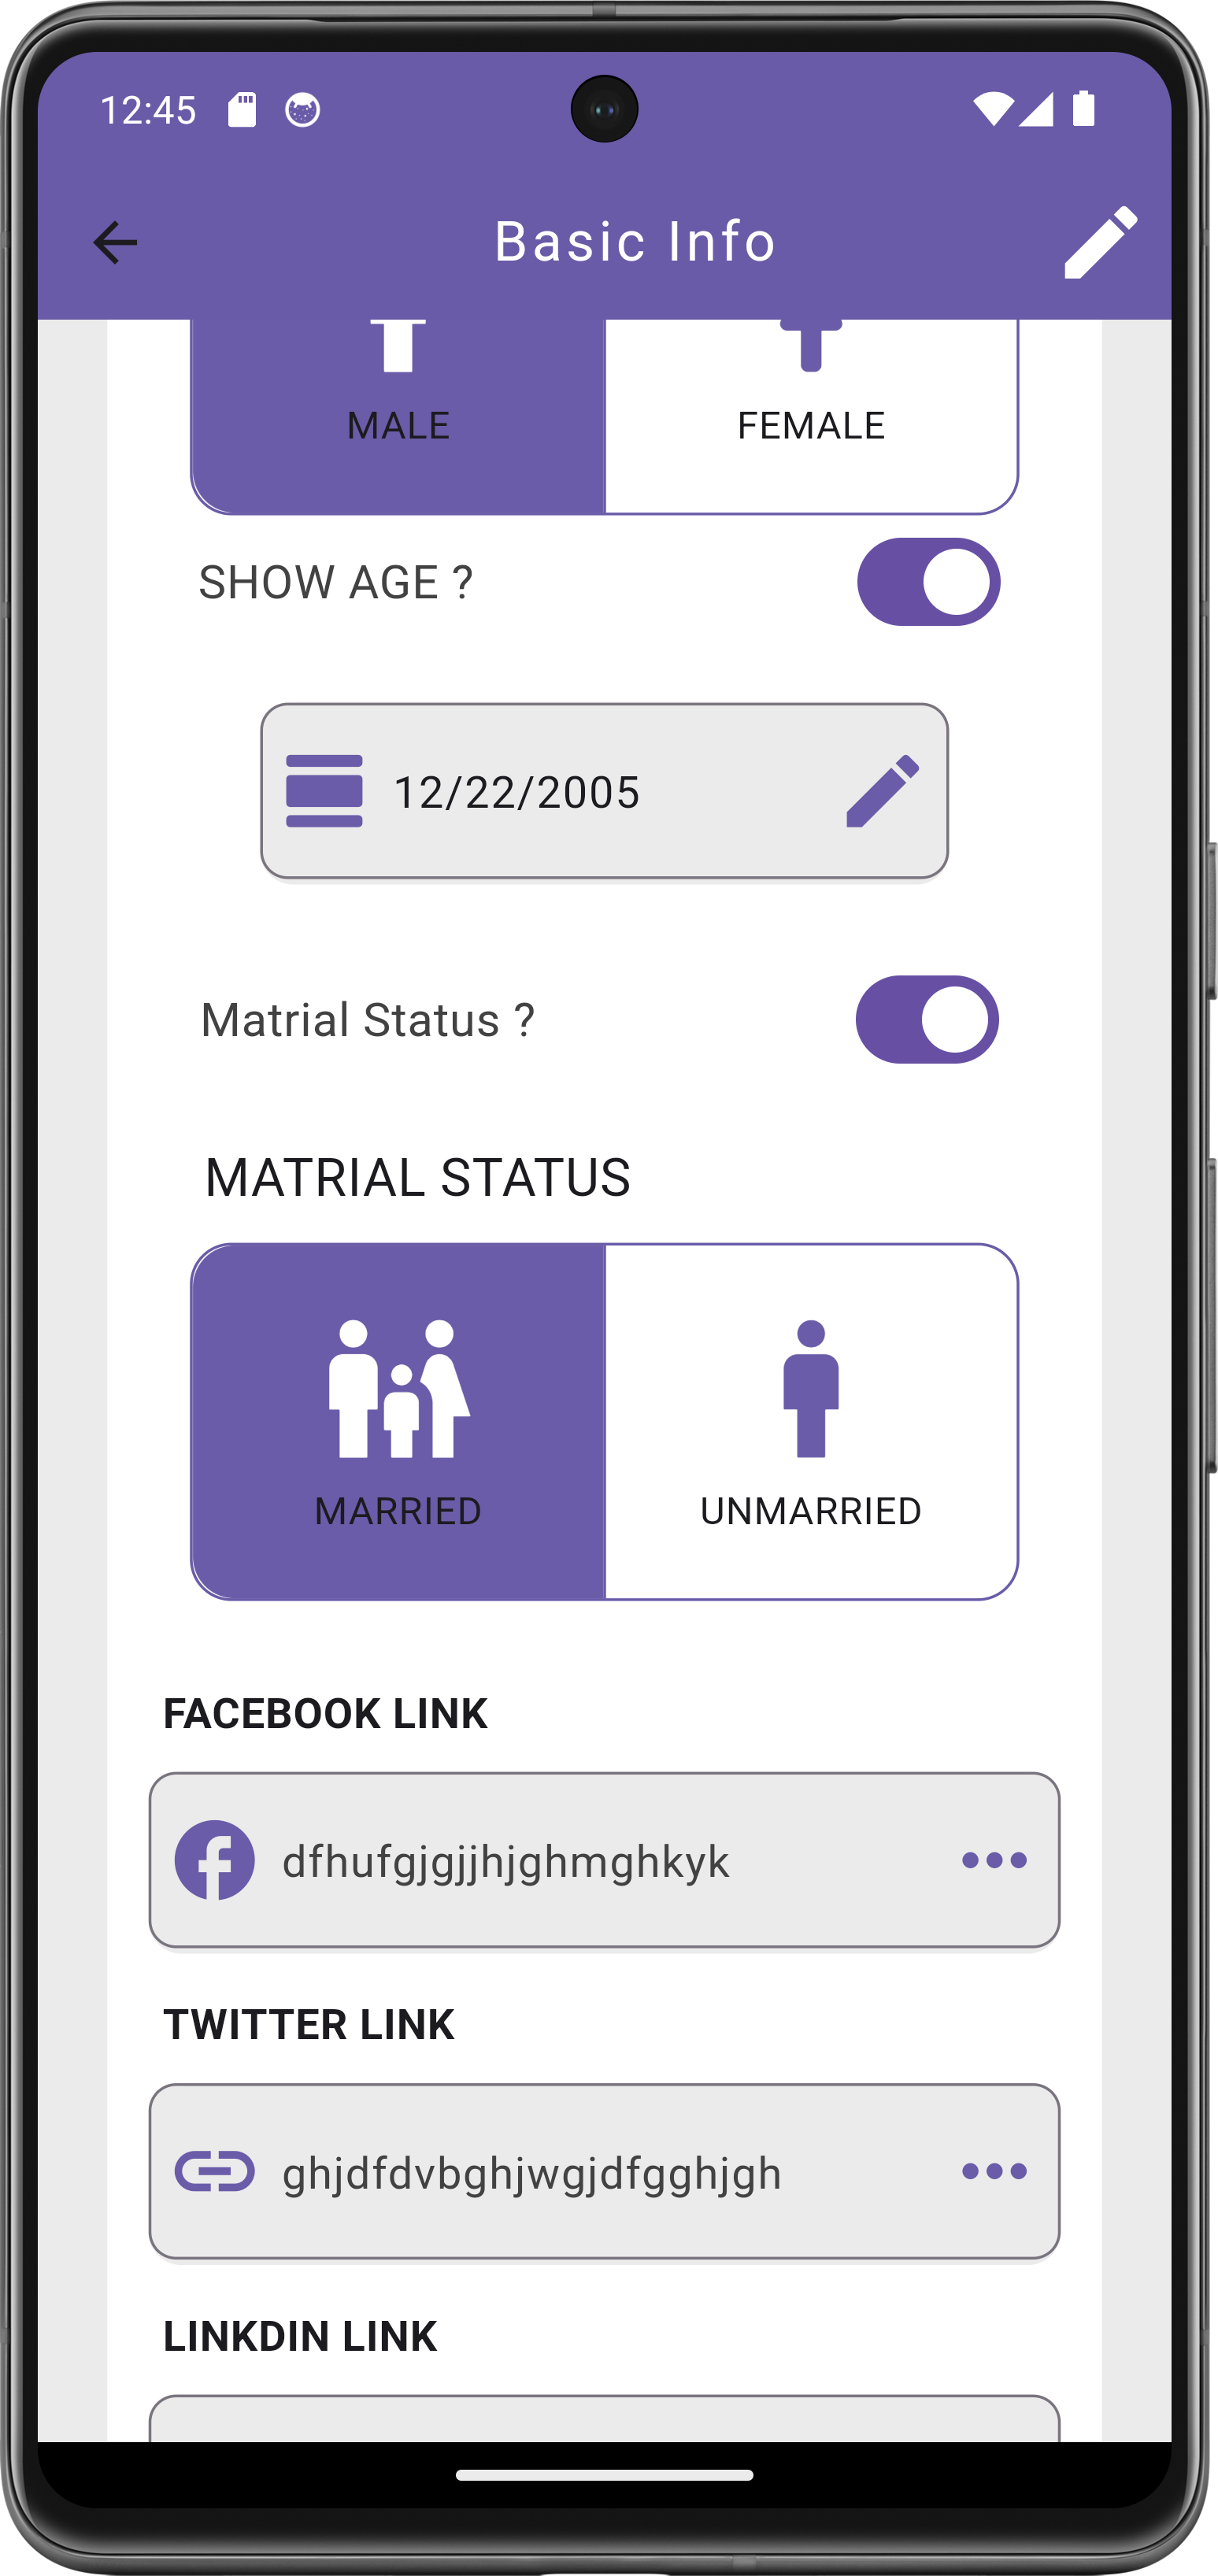 12:45
Basic Info
MALE
FEMALE
SHOW AGE ?
12/22/2005
Matrial Status ?
MATRIAL STATUS
MARRIED
UNMARRIED
FACEBOOK LINK
dfhufgjgjjhjghmghkyk
TWITTER LINK
ghjdfdvbghjwgjdfgghjgh
LINKDIN LINK